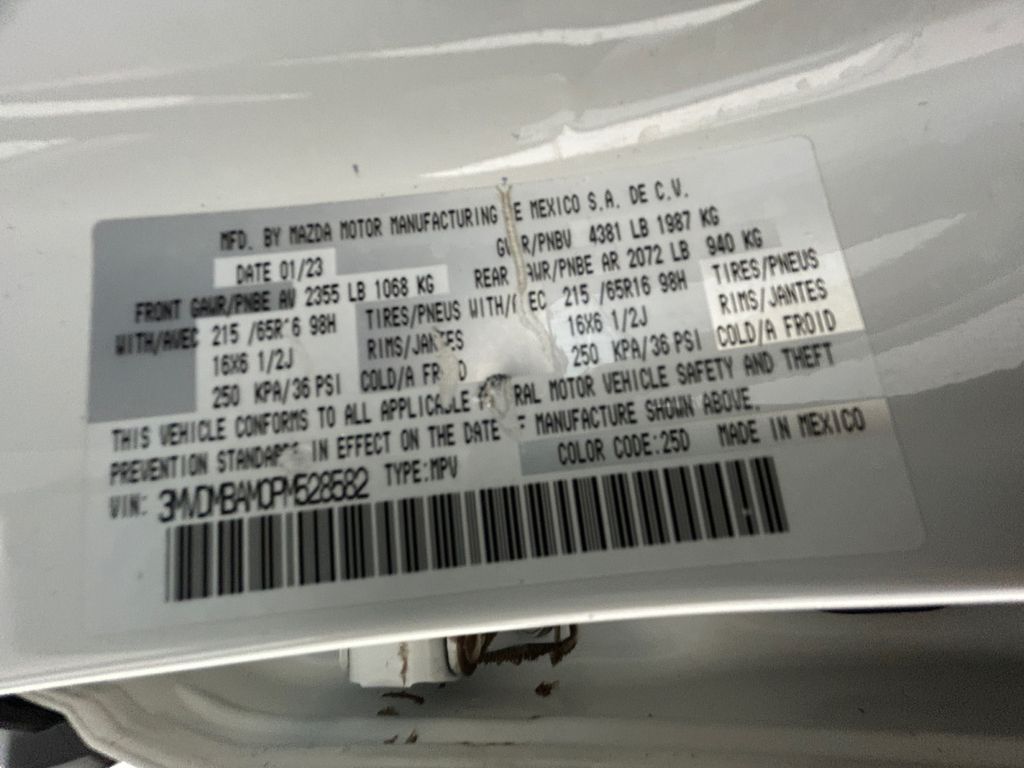 MFD. BY MAZDA MOTOR MANUFACTURING DE MEXICO S.A. DE C.V.
DATE 01/23 GVWR/PNBV 4381 LB 1987 KG
FRONT GAWR/PNBE AV 2355 LB 1068 KG REAR GAWR/PNBE AR 2072 LB 940 KG
WITH/AVEC 215 /65R16 98H TIRES/PNEUS WITH/AVEC 215 /65R16 98H TIRES/PNEUS
16X6 1/2J RIMS/JANTES 16X6 1/2J RIMS/JANTES
250 KPA/36 PSI COLD/A FROID 250 KPA/36 PSI COLD/A FROID
THIS VEHICLE CONFORMS TO ALL APPLICABLE FEDERAL MOTOR VEHICLE SAFETY AND THEFT
PREVENTION STANDARDS IN EFFECT ON THE DATE OF MANUFACTURE SHOWN ABOVE.
VIN: 3MVDMBAM0PM528582 TYPE:MPV COLOR CODE:25D MADE IN MEXICO